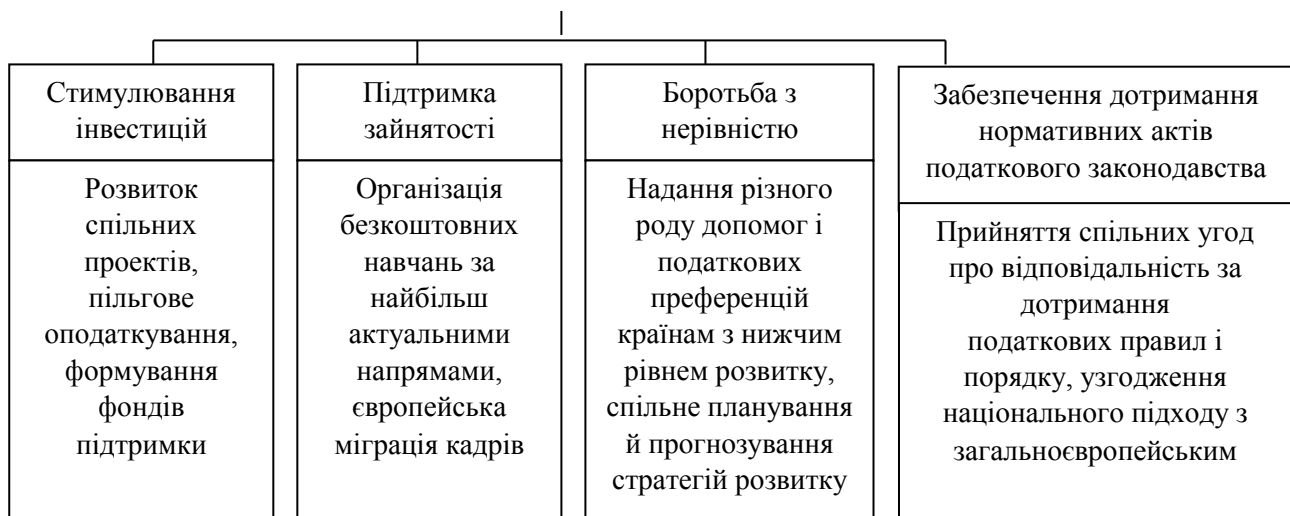 Стимулювання
інвестицій
Розвиток
спільних
проектів,
пільгове
оподаткування,
формування
фондів
підтримки
Підтримка
зайнятості
Організація
безкоштовних
навчань за
найбільш
актуальними
напрямами,
європейська
міграція кадрів
Боротьба з
нерівністю
Надання різного
роду допомог і
податкових
преференцій
країнам з нижчим
рівнем розвитку,
спільне планування
й прогнозування
стратегій розвитку
Забезпечення дотримання
нормативних актів
податкового законодавства
Прийняття спільних угод
про відповідальність за
дотримання
податкових правил і
порядку, узгодження
національного підходу з
загальноєвропейським